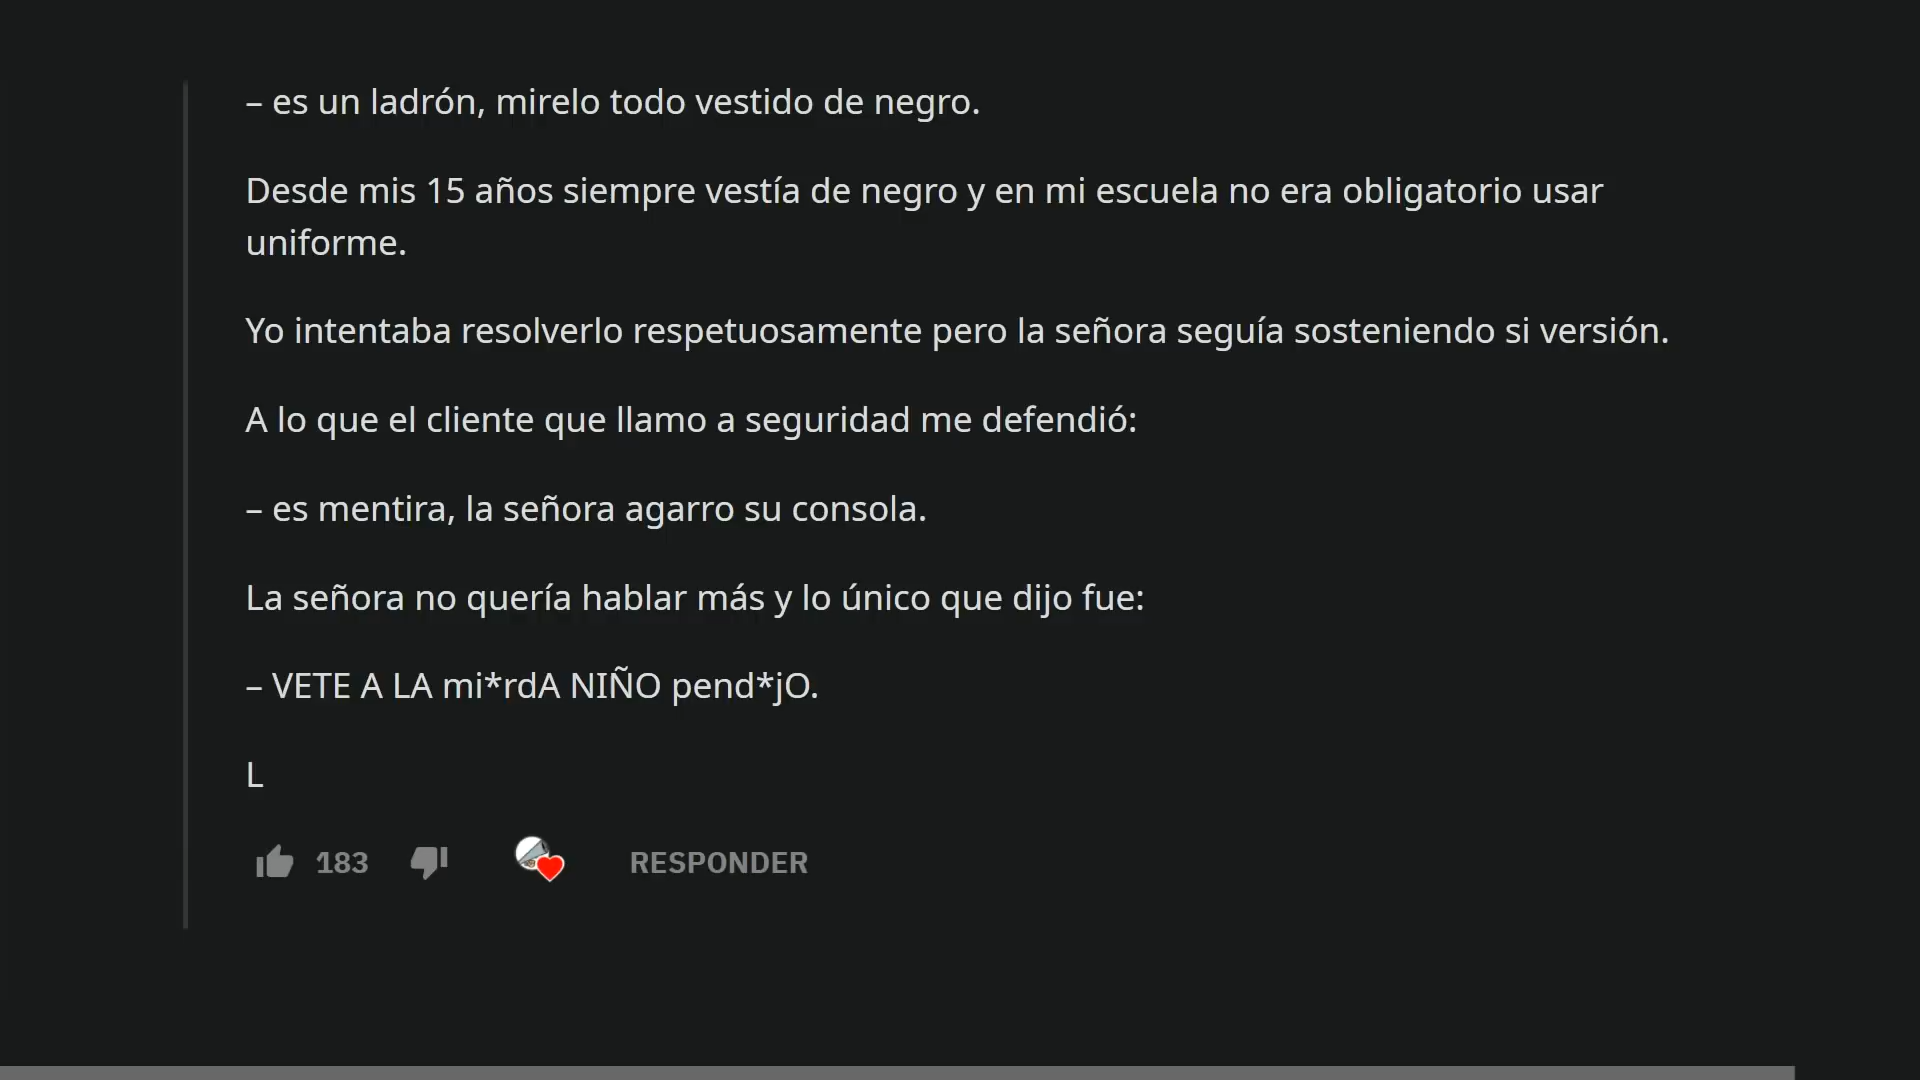 – es un ladrón, mirelo todo vestido de negro.
Desde mis 15 años siempre vestía de negro y en mi escuela no era obligatorio usar
uniforme.
Yo intentaba resolverlo respetuosamente pero la señora seguía sosteniendo si versión.
A lo que el cliente que llamo a seguridad me defendió:
– es mentira, la señora agarro su consola.
La señora no quería hablar más y lo único que dijo fue:
– VETE A LA mi*rdA NIÑO pend*jO.
L
183 RESPONDER